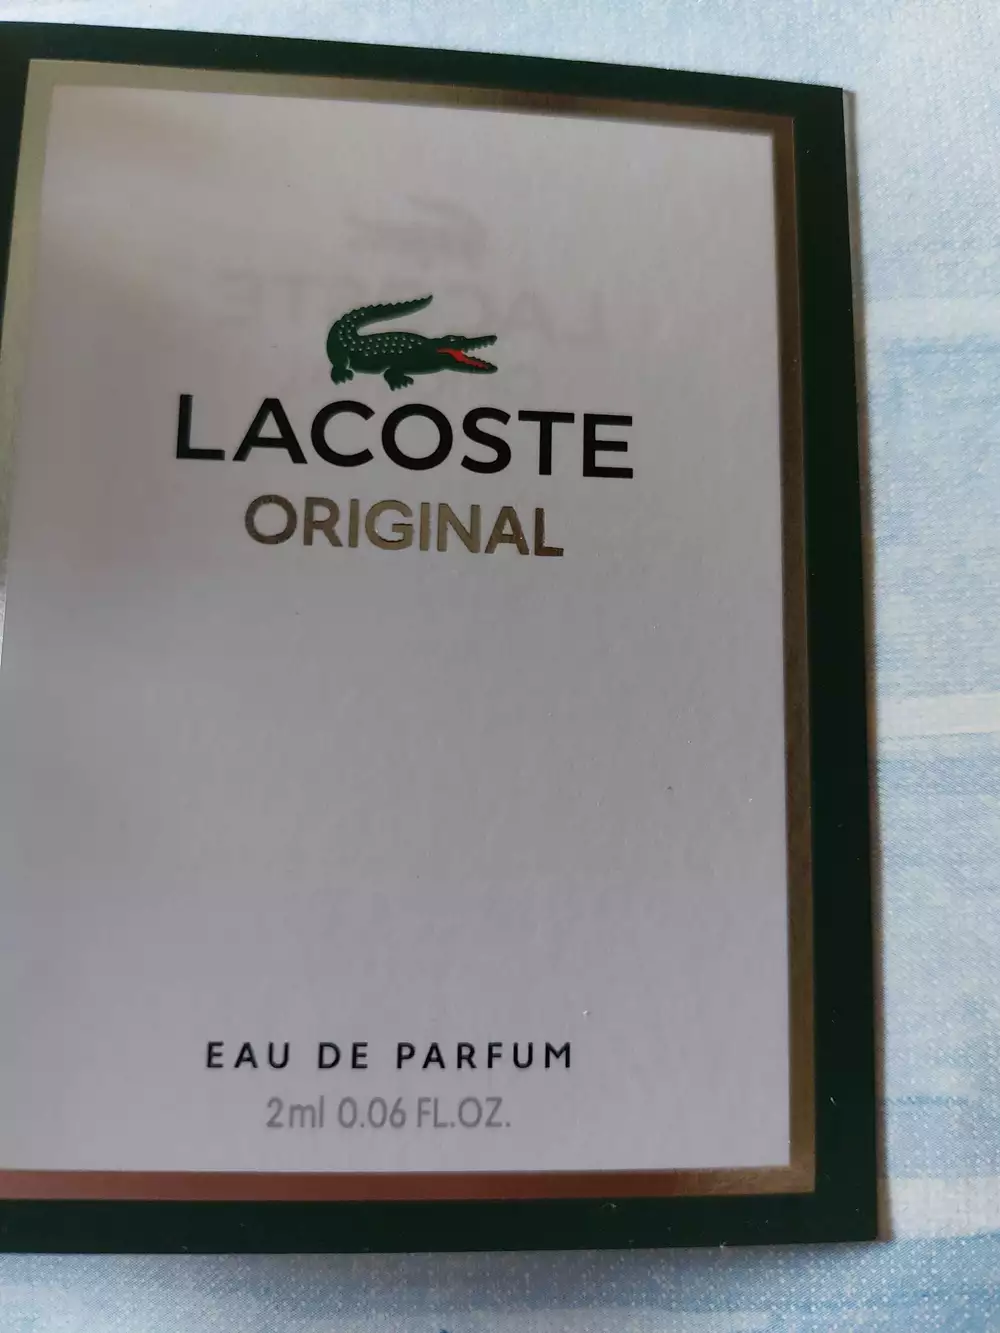 LACOSTE
ORIGINAL
EAU DE PARFUM
2ml 0.06 FL.OZ.